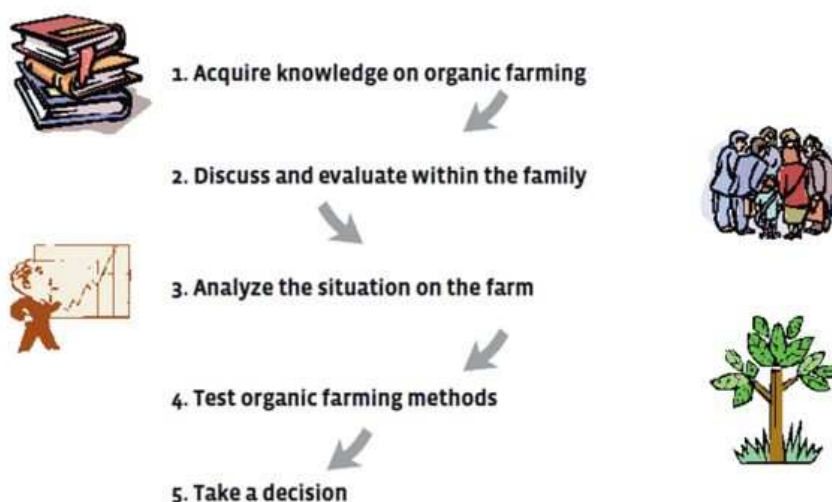 1. Acquire knowledge on organic farming
2. Discuss and evaluate within the family
3. Analyze the situation on the farm
4. Test organic farming methods
5. Take a decision